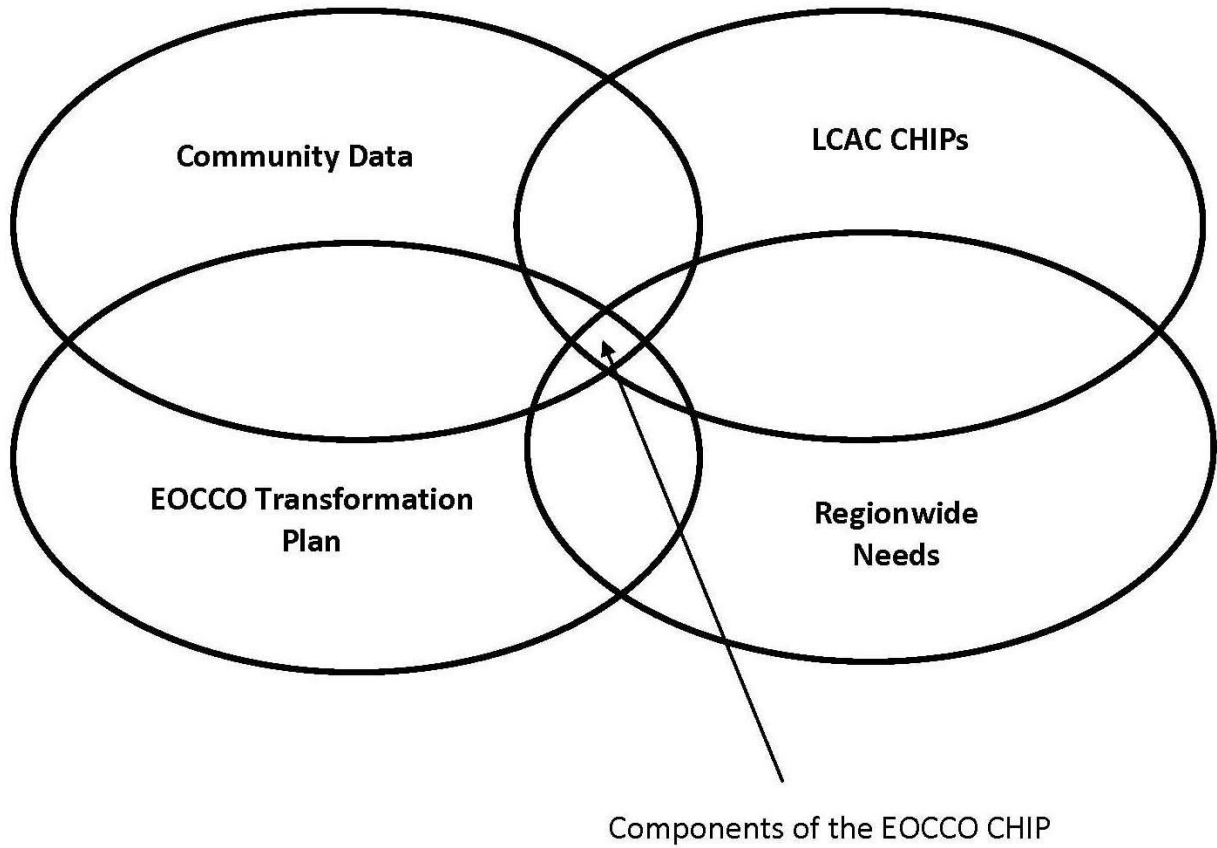 Community Data
LCAC CHIPs
EOCCO Transformation
Plan
Regionwide
Needs
Components of the EOCCO CHIP